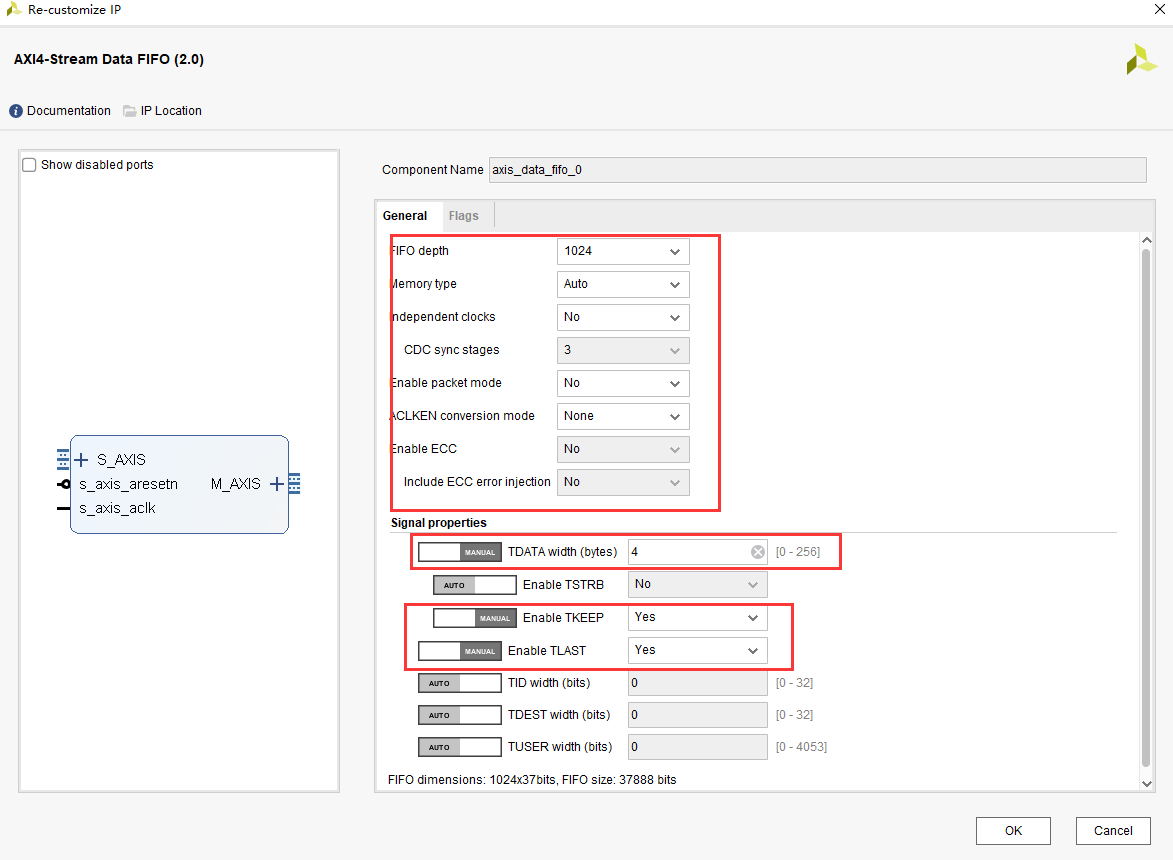 Re-customize IP
AXI4-Stream Data FIFO (2.0)
Documentation IP Location
Show disabled ports
S_AXIS
s_axis_aresetn M_AXIS
s_axis_aclk
Component Name axis_data_fifo_0
General Flags
FIFO depth 1024
Memory type Auto
Independent clocks No
CDC sync stages 3
Enable packet mode No
ACLKEN conversion mode None
Enable ECC No
Include ECC error injection No
Signal properties
MANUAL TDATA width (bytes) 4 [0 - 256]
AUTO Enable TSTRB No
MANUAL Enable TKEEP Yes
MANUAL Enable TLAST Yes
AUTO TID width (bits) 0 [0 - 32]
AUTO TDEST width (bits) 0 [0 - 32]
AUTO TUSER width (bits) 0 [0 - 4053]
FIFO dimensions: 1024x37bits, FIFO size: 37888 bits
OK Cancel